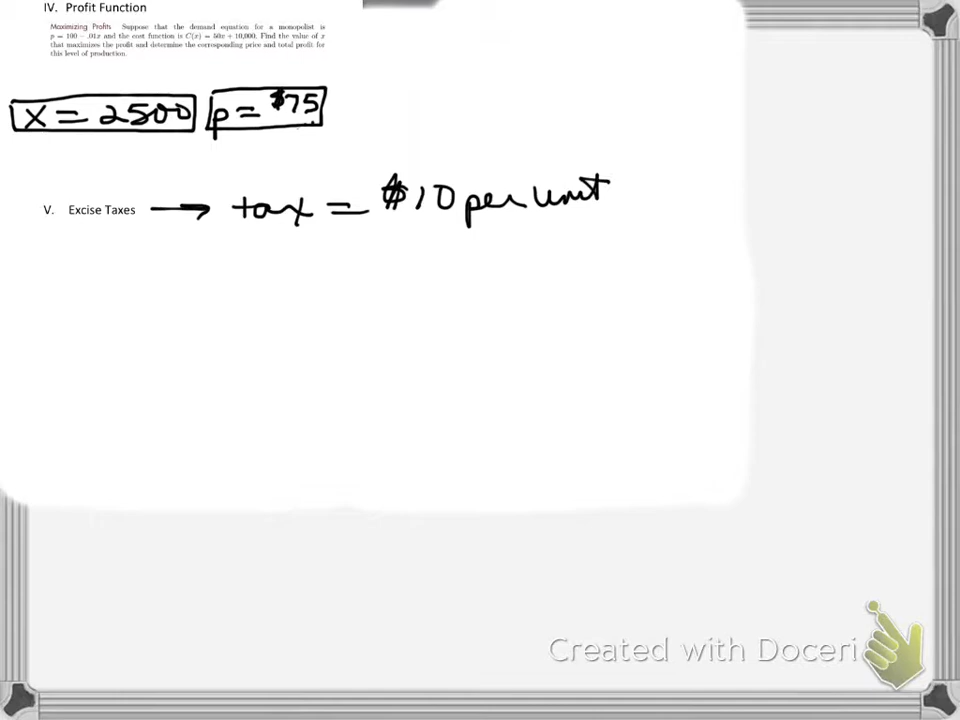 IV. Profit Function
Maximizing Profits Suppose that the demand equation for a monopolist is
p = 100 − .01x and the cost function is C(x) = 50x + 10,000. Find the value of x
that maximizes the profit and determine the corresponding price and total profit for
this level of production.
x = 2500 p = $75
V. Excise Taxes → tax = $10 per unit
Created with Doceri